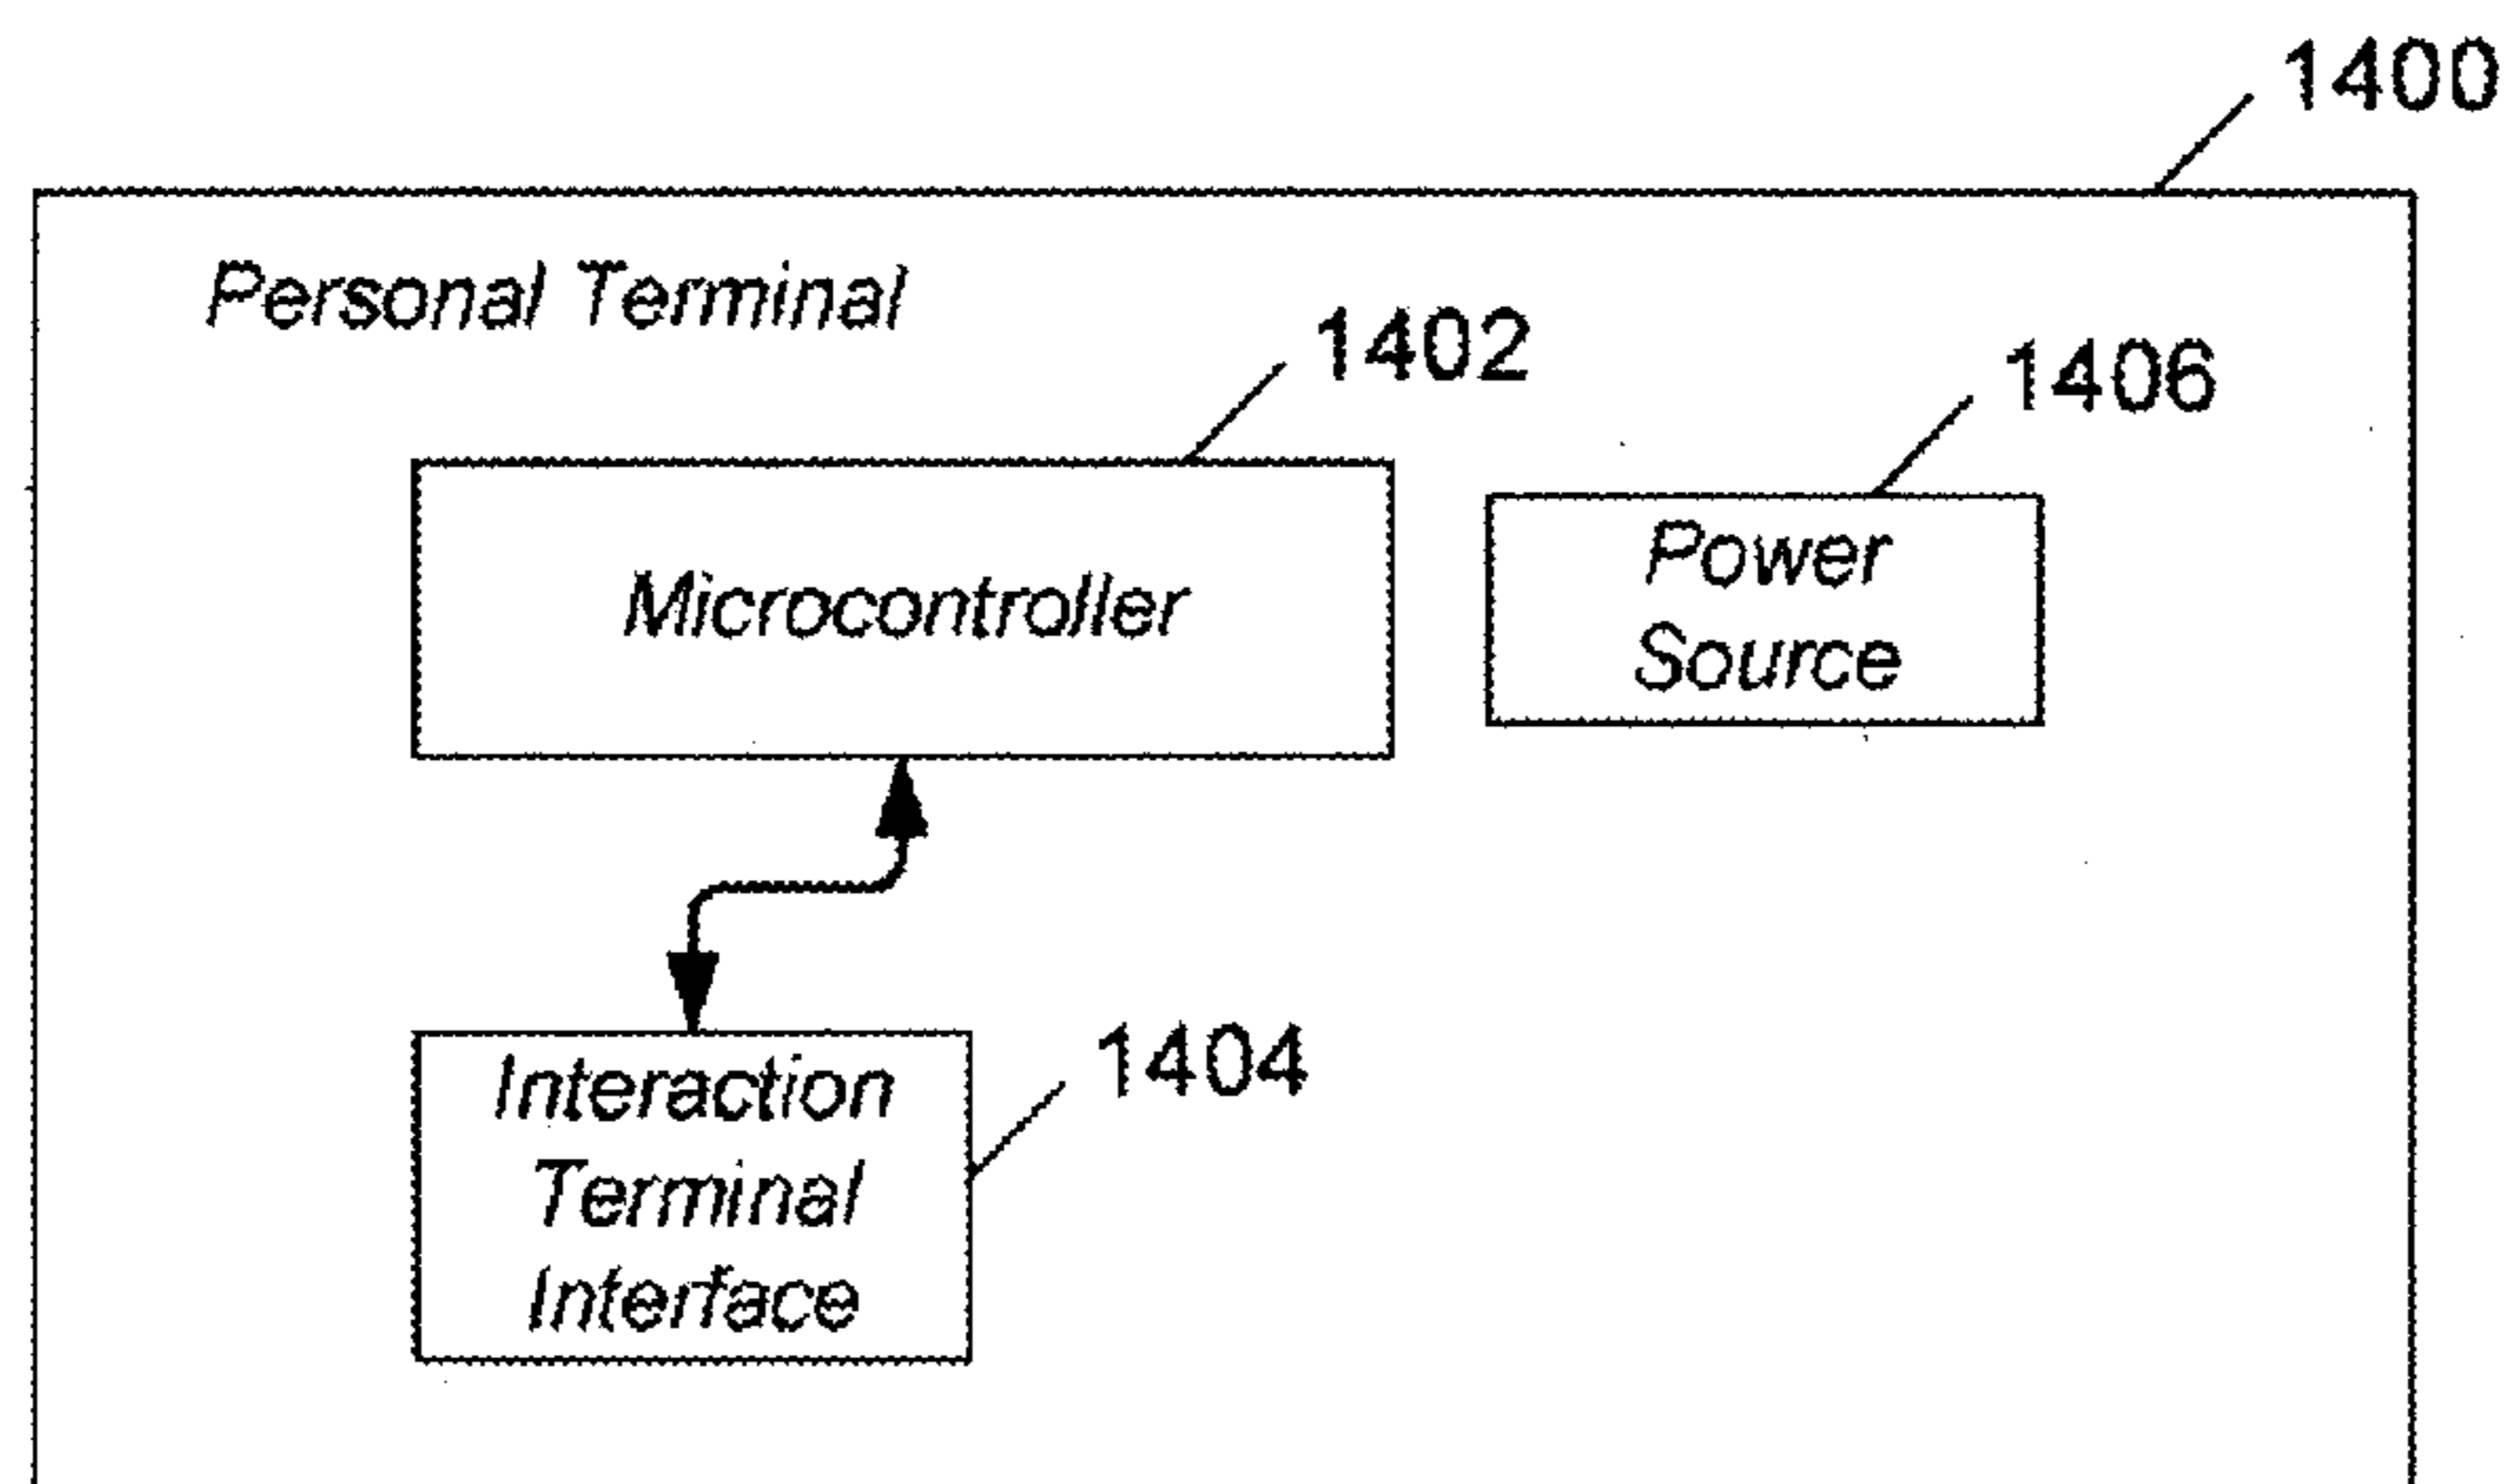 1400
Personal Terminal
1402
1406
Microcontroller
Power
Source
1404
Interaction
Terminal
Interface